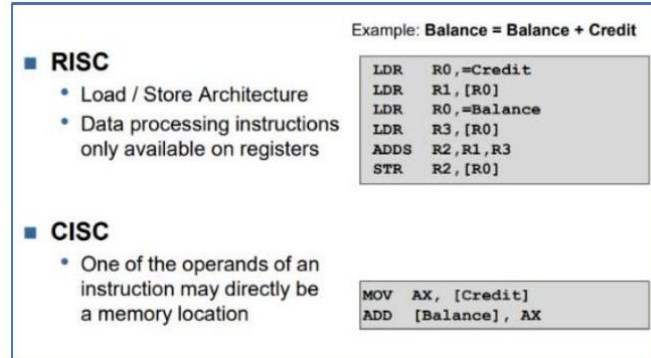 Example: Balance = Balance + Credit
■ RISC
• Load / Store Architecture
• Data processing instructions
only available on registers
LDR R0,=Credit
LDR R1,[R0]
LDR R0,=Balance
LDR R3,[R0]
ADDS R2,R1,R3
STR R2,[R0]
■ CISC
• One of the operands of an
instruction may directly be
a memory location
MOV AX, [Credit]
ADD [Balance], AX